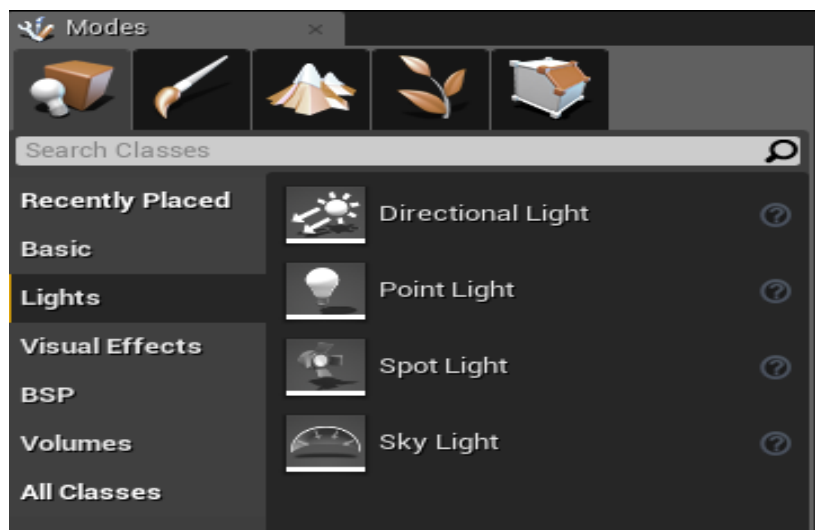 Modes
Search Classes
Recently Placed
Basic
Lights
Visual Effects
BSP
Volumes
All Classes
Directional Light
Point Light
Spot Light
Sky Light